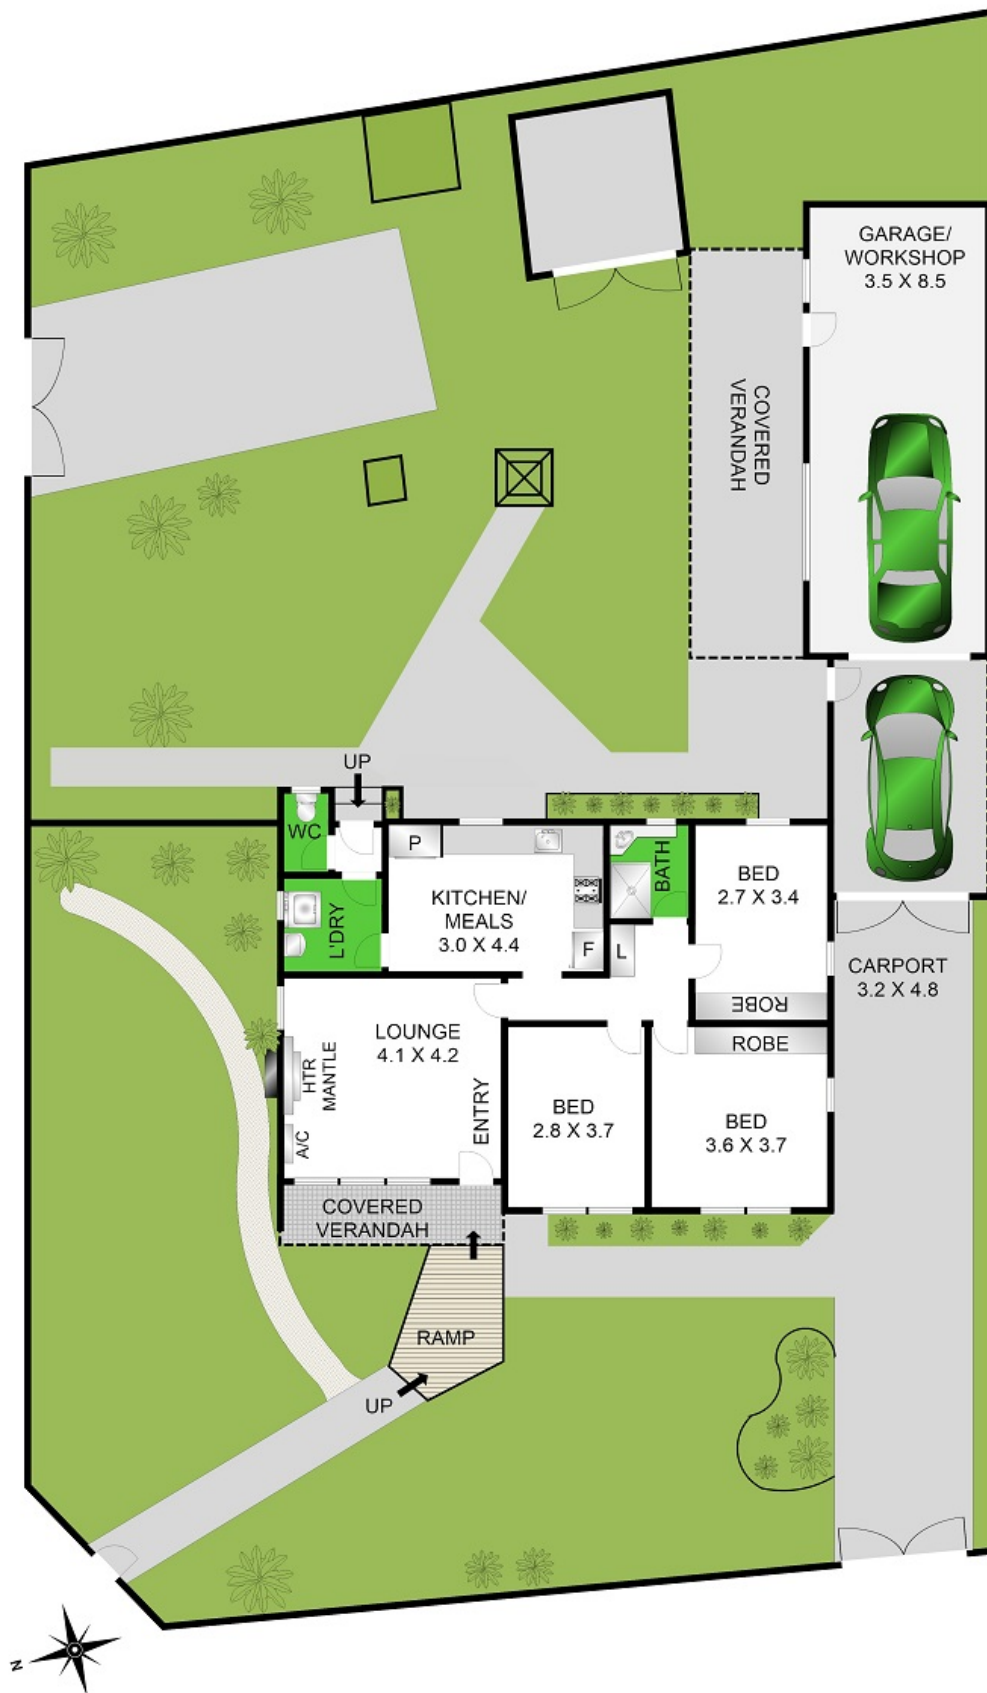 GARAGE/
WORKSHOP
3.5 X 8.5
COVERED
VERANDAH
UP
WC
P
KITCHEN/
MEALS
3.0 X 4.4
F
L'DRY
BATH
L
BED
2.7 X 3.4
ROBE
ROBE
CARPORT
3.2 X 4.8
LOUNGE
4.1 X 4.2
HTR
MANTLE
A/C
ENTRY
BED
2.8 X 3.7
BED
3.6 X 3.7
COVERED
VERANDAH
RAMP
UP
N